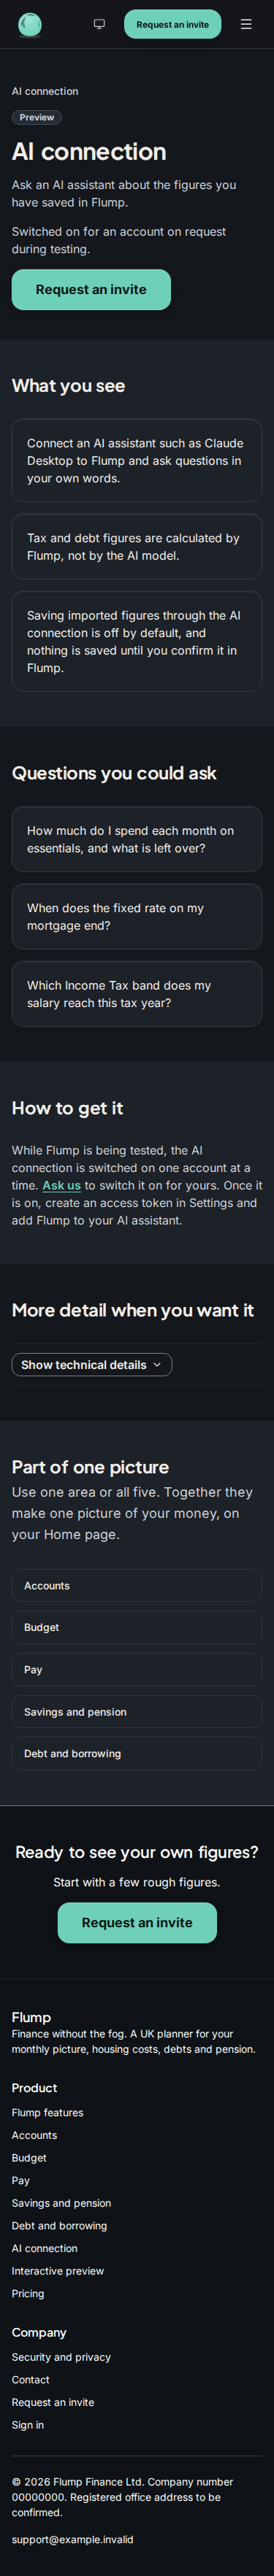 Request an invite
AI connection
Preview
AI connection
Ask an AI assistant about the figures you
have saved in Flump.
Switched on for an account on request
during testing.
Request an invite
What you see
Connect an AI assistant such as Claude
Desktop to Flump and ask questions in
your own words.
Tax and debt figures are calculated by
Flump, not by the AI model.
Saving imported figures through the AI
connection is off by default, and
nothing is saved until you confirm it in
Flump.
Questions you could ask
How much do I spend each month on
essentials, and what is left over?
When does the fixed rate on my
mortgage end?
Which Income Tax band does my
salary reach this tax year?
How to get it
While Flump is being tested, the AI
connection is switched on one account at a
time. Ask us to switch it on for yours. Once it
is on, create an access token in Settings and
add Flump to your AI assistant.
More detail when you want it
Show technical details
Part of one picture
Use one area or all five. Together they
make one picture of your money, on
your Home page.
Accounts
Budget
Pay
Savings and pension
Debt and borrowing
Ready to see your own figures?
Start with a few rough figures.
Request an invite
Flump
Finance without the fog. A UK planner for your
monthly picture, housing costs, debts and pension.
Product
Flump features
Accounts
Budget
Pay
Savings and pension
Debt and borrowing
AI connection
Interactive preview
Pricing
Company
Security and privacy
Contact
Request an invite
Sign in
© 2026 Flump Finance Ltd. Company number
00000000. Registered office address to be
confirmed.
support@example.invalid